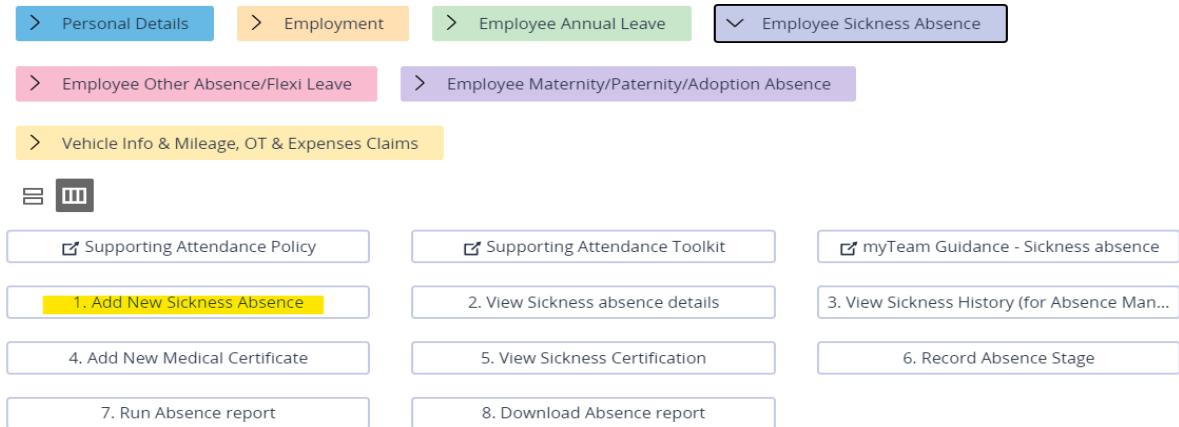 Personal Details
Employment
Employee Annual Leave
Employee Sickness Absence
Employee Other Absence/Flexi Leave
Employee Maternity/Paternity/Adoption Absence
Vehicle Info & Mileage, OT & Expenses Claims
Supporting Attendance Policy
Supporting Attendance Toolkit
myTeam Guidance - Sickness absence
1. Add New Sickness Absence
2. View Sickness absence details
3. View Sickness History (for Absence Man...
4. Add New Medical Certificate
5. View Sickness Certification
6. Record Absence Stage
7. Run Absence report
8. Download Absence report